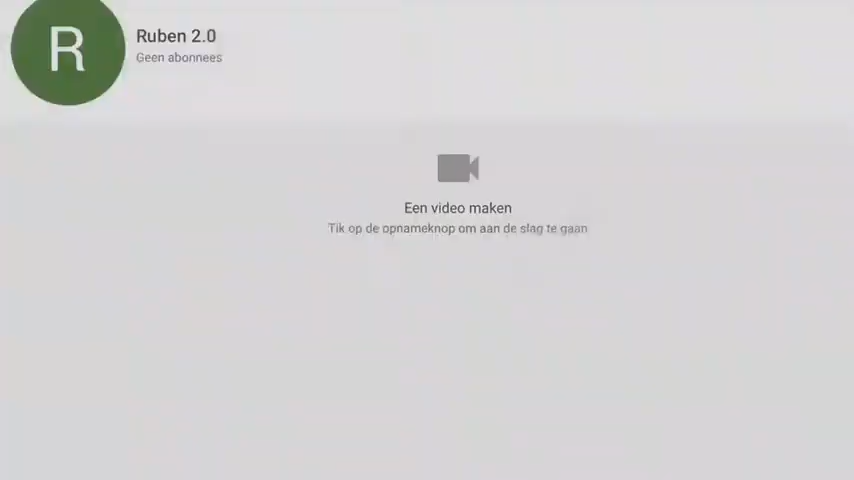 R
Ruben 2.0
Geen abonnees
Een video maken
Tik op de opnameknop om aan de slag te gaan